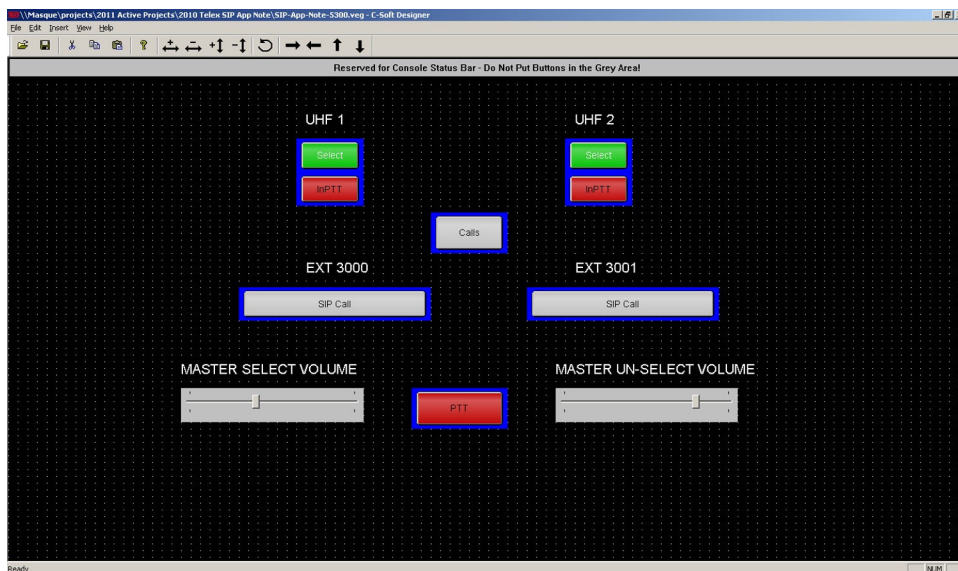 \\Masque\projects\2011 Active Projects\2010 Telex SIP App Note\SIP-App-Note-5300.veg - C-Soft Designer
File Edit Insert View Help
Reserved for Console Status Bar - Do Not Put Buttons in the Grey Area!
UHF 1 UHF 2
Select Select
InPTT InPTT
Calls
EXT 3000 EXT 3001
SIP Call SIP Call
MASTER SELECT VOLUME MASTER UN-SELECT VOLUME
PTT
Ready NUM